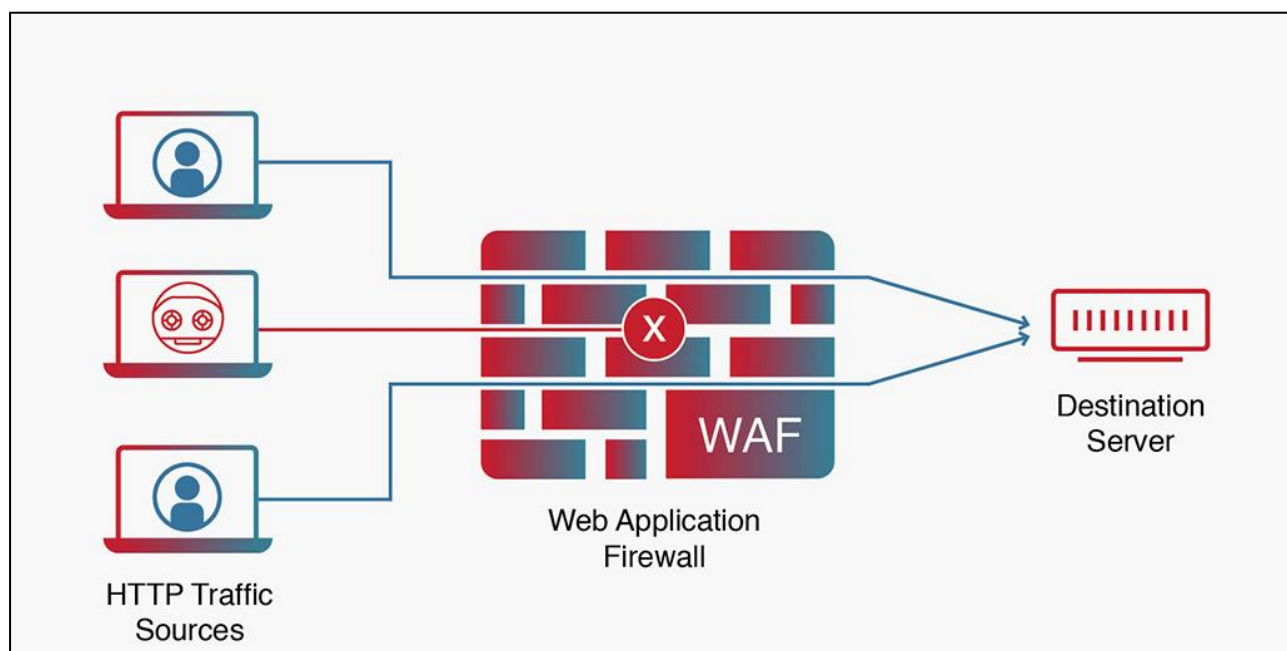 X
WAF
Web Application
Firewall
Destination
Server
HTTP Traffic
Sources